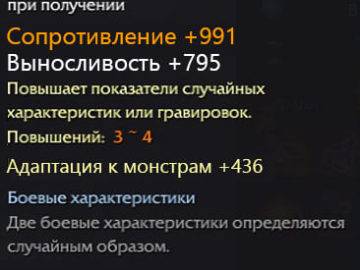 при получении
Сопротивление +991
Выносливость +795
Повышает показатели случайных
характеристик или гравировок.
Повышений: 3 ~ 4
Адаптация к монстрам +436
Боевые характеристики
Две боевые характеристики определяются
случайным образом.